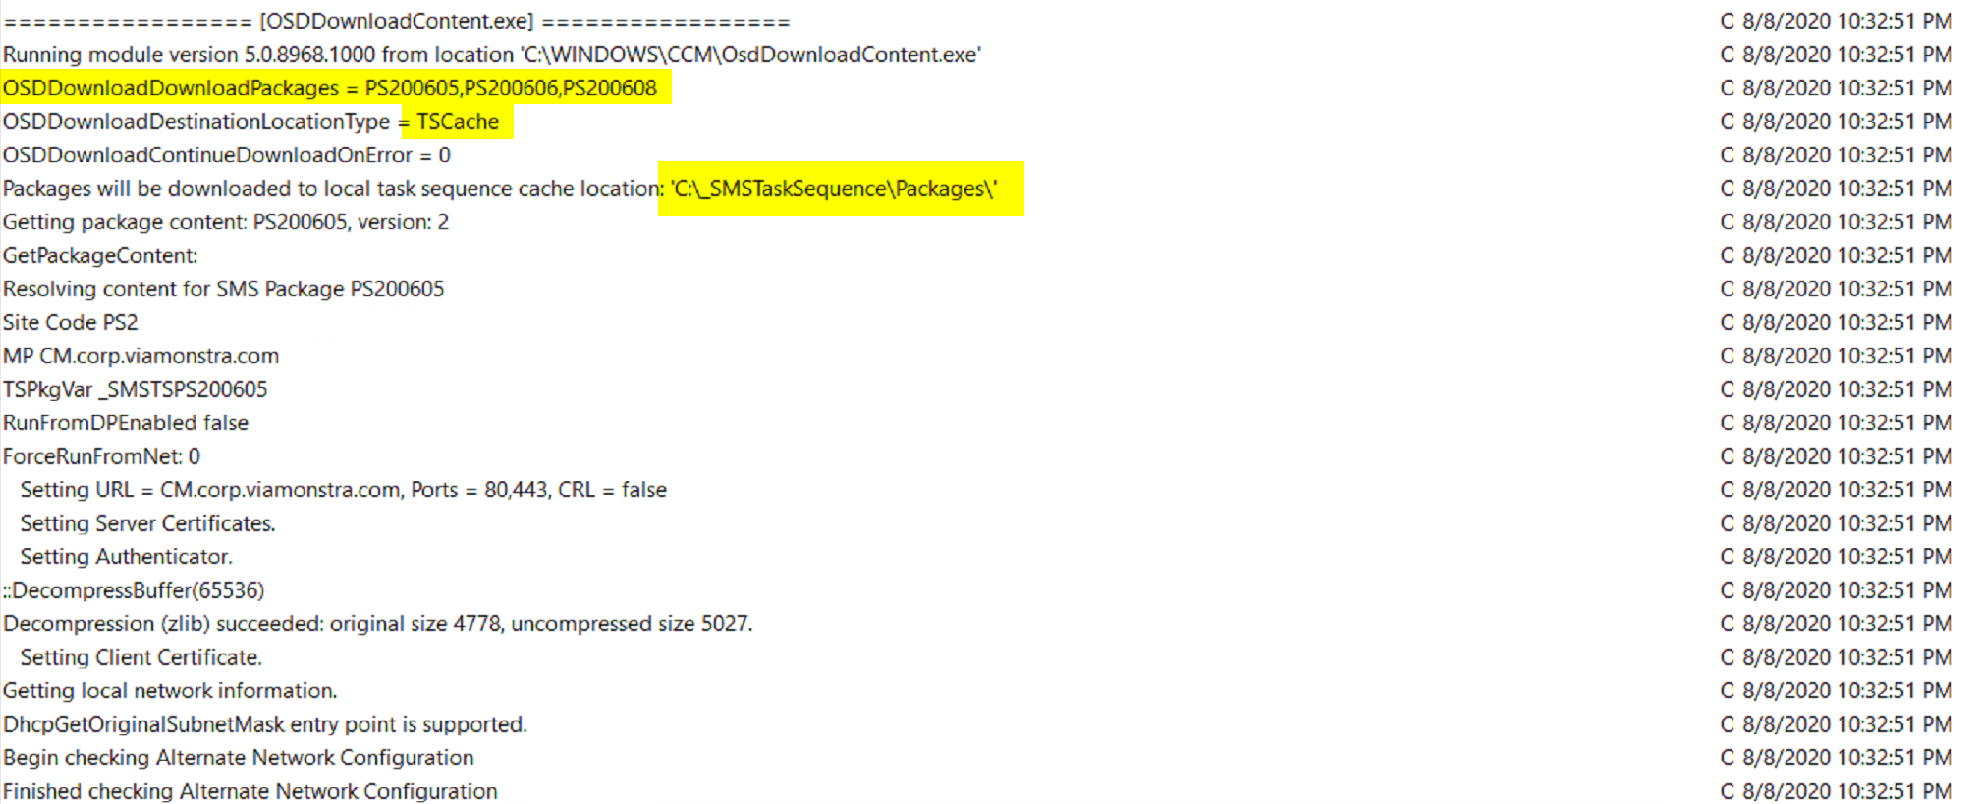 ================= [OSDDownloadContent.exe] ================= C 8/8/2020 10:32:51 PM
Running module version 5.0.8968.1000 from location 'C:\WINDOWS\CCM\OsdDownloadContent.exe' C 8/8/2020 10:32:51 PM
OSDDownloadDownloadPackages = PS200605,PS200606,PS200608 C 8/8/2020 10:32:51 PM
OSDDownloadDestinationLocationType = TSCache C 8/8/2020 10:32:51 PM
OSDDownloadContinueDownloadOnError = 0 C 8/8/2020 10:32:51 PM
Packages will be downloaded to local task sequence cache location: 'C:\_SMSTaskSequence\Packages\' C 8/8/2020 10:32:51 PM
Getting package content: PS200605, version: 2 C 8/8/2020 10:32:51 PM
GetPackageContent: C 8/8/2020 10:32:51 PM
Resolving content for SMS Package PS200605 C 8/8/2020 10:32:51 PM
Site Code PS2 C 8/8/2020 10:32:51 PM
MP CM.corp.viamonstra.com C 8/8/2020 10:32:51 PM
TSPkgVar _SMSTSPS200605 C 8/8/2020 10:32:51 PM
RunFromDPEnabled false C 8/8/2020 10:32:51 PM
ForceRunFromNet: 0 C 8/8/2020 10:32:51 PM
Setting URL = CM.corp.viamonstra.com, Ports = 80,443, CRL = false C 8/8/2020 10:32:51 PM
Setting Server Certificates. C 8/8/2020 10:32:51 PM
Setting Authenticator. C 8/8/2020 10:32:51 PM
::DecompressBuffer(65536) C 8/8/2020 10:32:51 PM
Decompression (zlib) succeeded: original size 4778, uncompressed size 5027. C 8/8/2020 10:32:51 PM
Setting Client Certificate. C 8/8/2020 10:32:51 PM
Getting local network information. C 8/8/2020 10:32:51 PM
DhcpGetOriginalSubnetMask entry point is supported. C 8/8/2020 10:32:51 PM
Begin checking Alternate Network Configuration C 8/8/2020 10:32:51 PM
Finished checking Alternate Network Configuration C 8/8/2020 10:32:51 PM